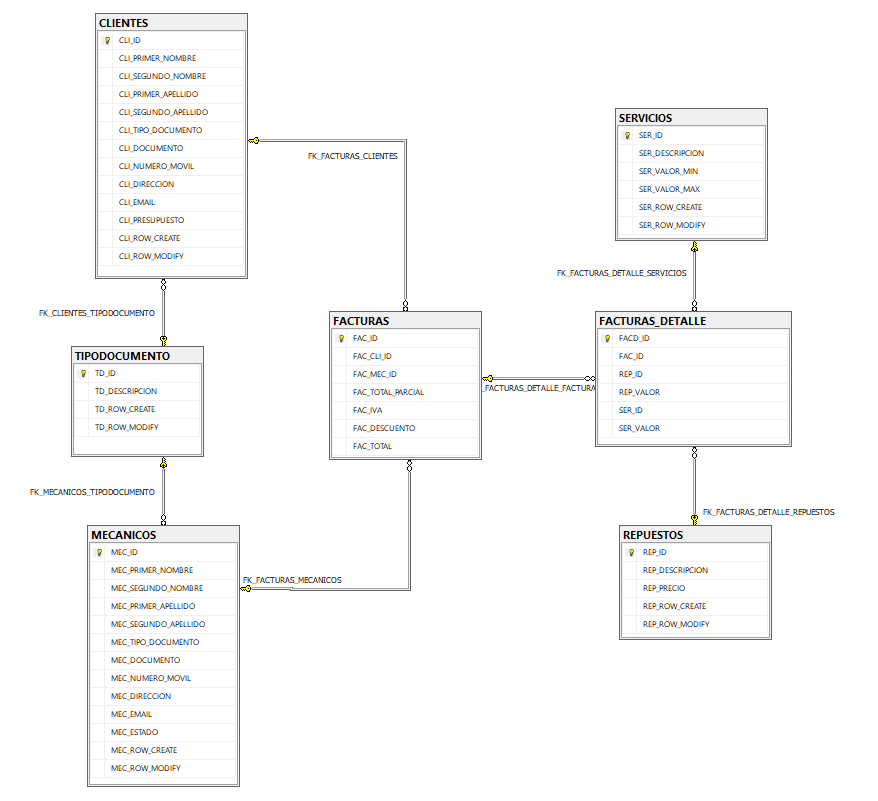 CLIENTES
CLI_ID
CLI_PRIMER_NOMBRE
CLI_SEGUNDO_NOMBRE
CLI_PRIMER_APELLIDO
CLI_SEGUNDO_APELLIDO
CLI_TIPO_DOCUMENTO
CLI_DOCUMENTO
CLI_NUMERO_MOVIL
CLI_DIRECCION
CLI_EMAIL
CLI_PRESUPUESTO
CLI_ROW_CREATE
CLI_ROW_MODIFY
FK_FACTURAS_CLIENTES
SERVICIOS
SER_ID
SER_DESCRIPCION
SER_VALOR_MIN
SER_VALOR_MAX
SER_ROW_CREATE
SER_ROW_MODIFY
FK_FACTURAS_DETALLE_SERVICIOS
FK_CLIENTES_TIPODOCUMENTO
TIPODOCUMENTO
TD_ID
TD_DESCRIPCION
TD_ROW_CREATE
TD_ROW_MODIFY
FACTURAS
FAC_ID
FAC_CLI_ID
FAC_MEC_ID
FAC_TOTAL_PARCIAL
FAC_IVA
FAC_DESCUENTO
FAC_TOTAL
_FACTURAS_DETALLE_FACTURA
FACTURAS_DETALLE
FACD_ID
FAC_ID
REP_ID
REP_VALOR
SER_ID
SER_VALOR
FK_MECANICOS_TIPODOCUMENTO
FK_FACTURAS_DETALLE_REPUESTOS
MECANICOS
MEC_ID
MEC_PRIMER_NOMBRE
MEC_SEGUNDO_NOMBRE
MEC_PRIMER_APELLIDO
MEC_SEGUNDO_APELLIDO
MEC_TIPO_DOCUMENTO
MEC_DOCUMENTO
MEC_NUMERO_MOVIL
MEC_DIRECCION
MEC_EMAIL
MEC_ESTADO
MEC_ROW_CREATE
MEC_ROW_MODIFY
FK_FACTURAS_MECANICOS
REPUESTOS
REP_ID
REP_DESCRIPCION
REP_PRECIO
REP_ROW_CREATE
REP_ROW_MODIFY